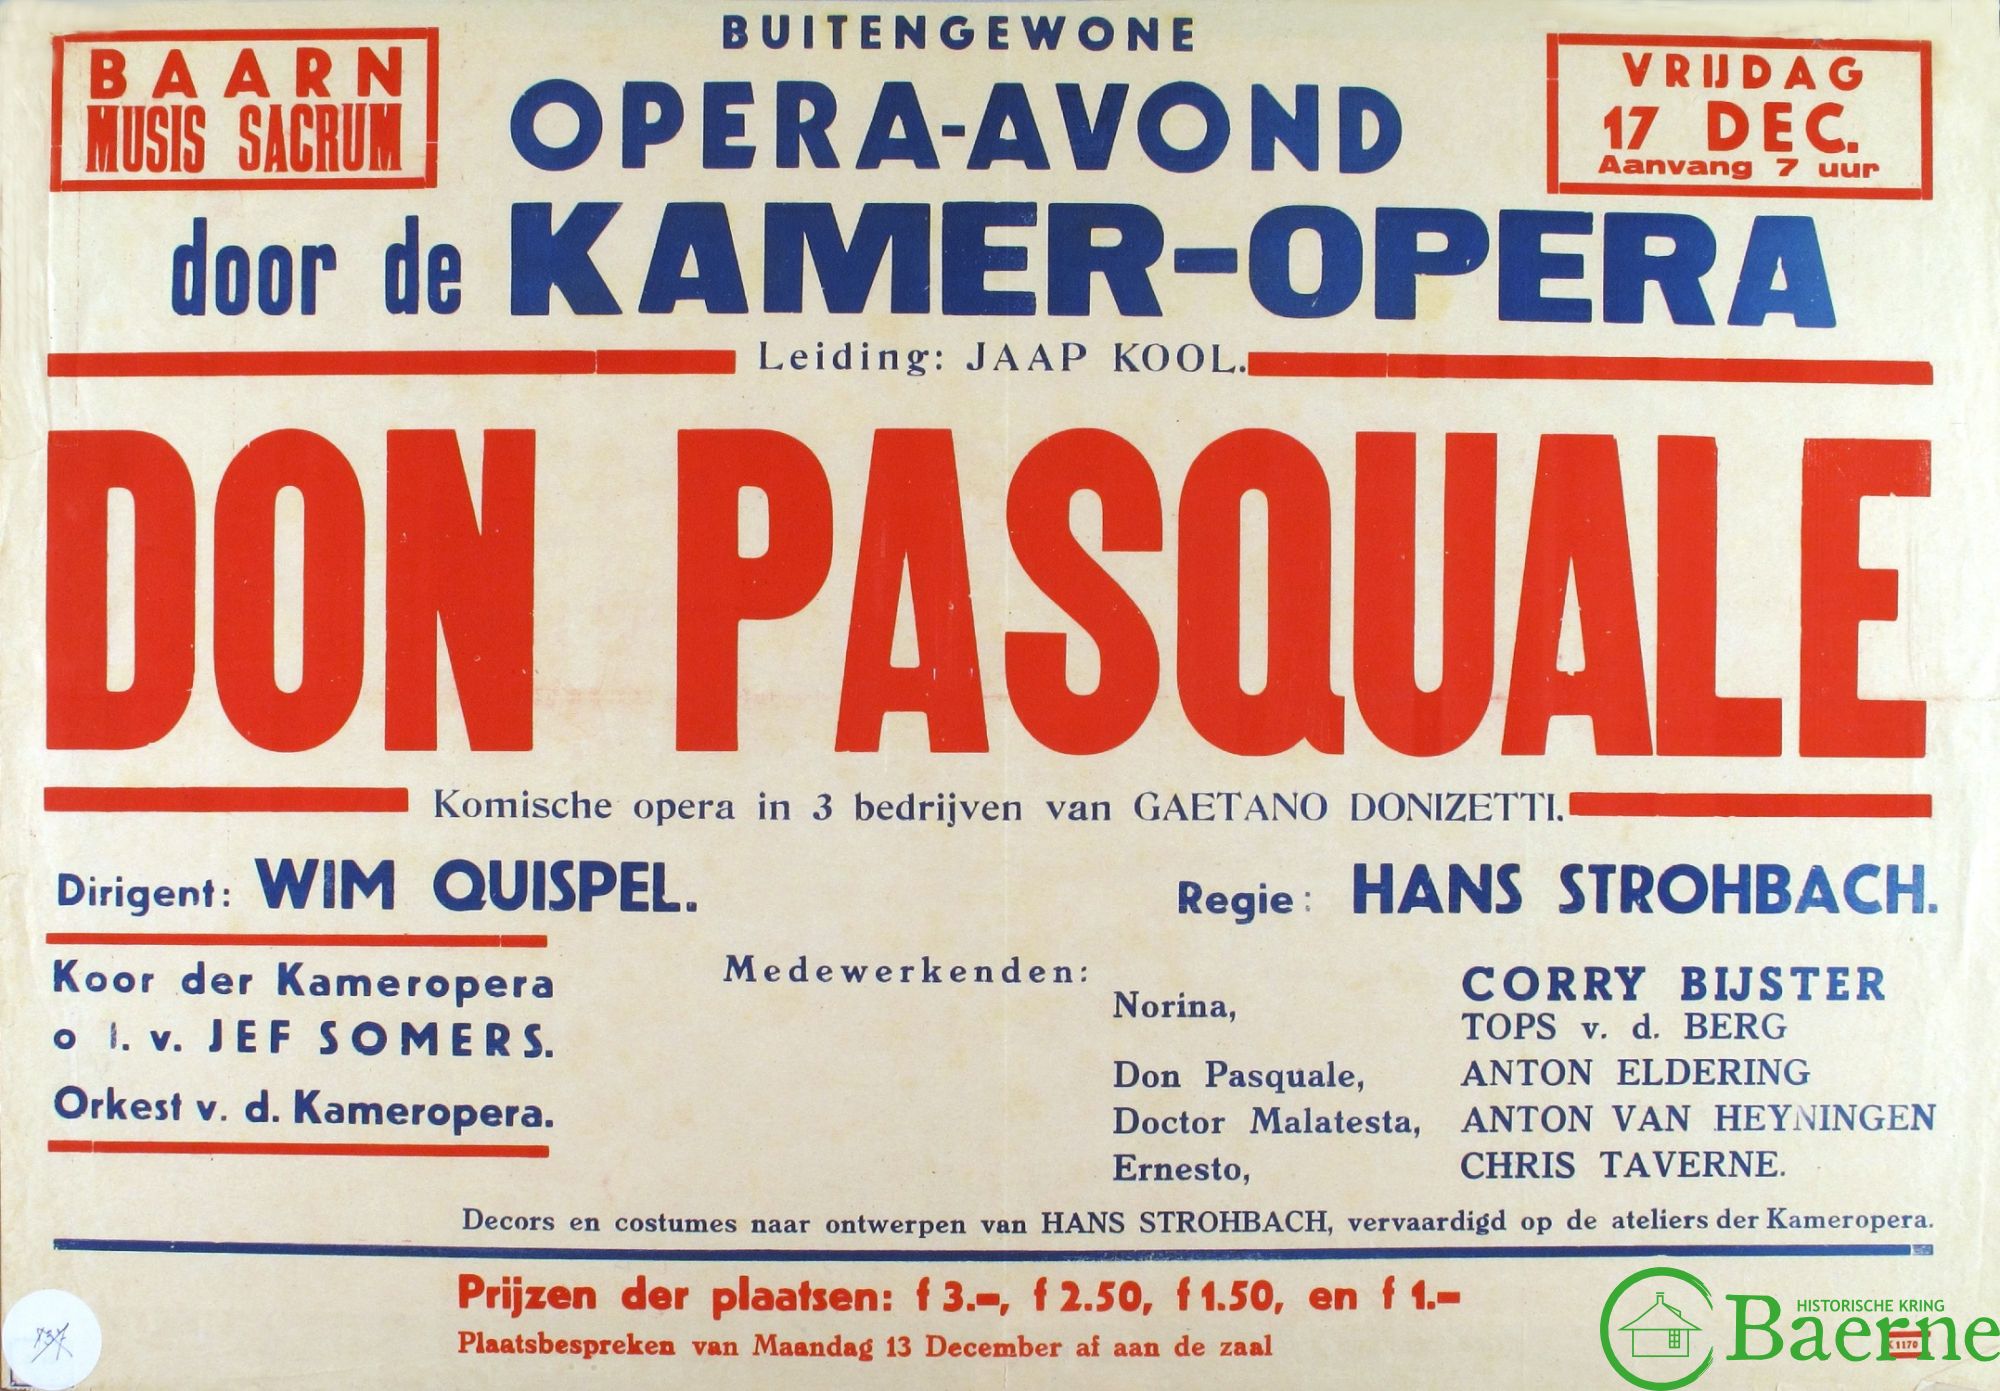 BAARN
MUSIS SACRUM
BUITENGEWONE
OPERA-AVOND
VRIJDAG
17 DEC.
Aanvang 7 uur
door de KAMER-OPERA
Leiding: JAAP KOOL.
DON PASQUALE
Komische opera in 3 bedrijven van GAETANO DONIZETTI.
Dirigent: WIM QUISPEL.
Regie: HANS STROHBACH.
Koor der Kameropera
o l. v. JEF SOMERS.
Orkest v. d. Kameropera.
Medewerkenden:
Norina, CORRY BIJSTER
TOPS v. d. BERG
Don Pasquale, ANTON ELDERING
Doctor Malatesta, ANTON VAN HEYNINGEN
Ernesto, CHRIS TAVERNE.
Decors en costumes naar ontwerpen van HANS STROHBACH, vervaardigd op de ateliers der Kameropera.
Prijzen der plaatsen: f 3.-, f 2.50, f 1.50, en f 1.-
Plaatsbespreken van Maandag 13 December af aan de zaal
HISTORISCHE KRING
Baerne
K 1170